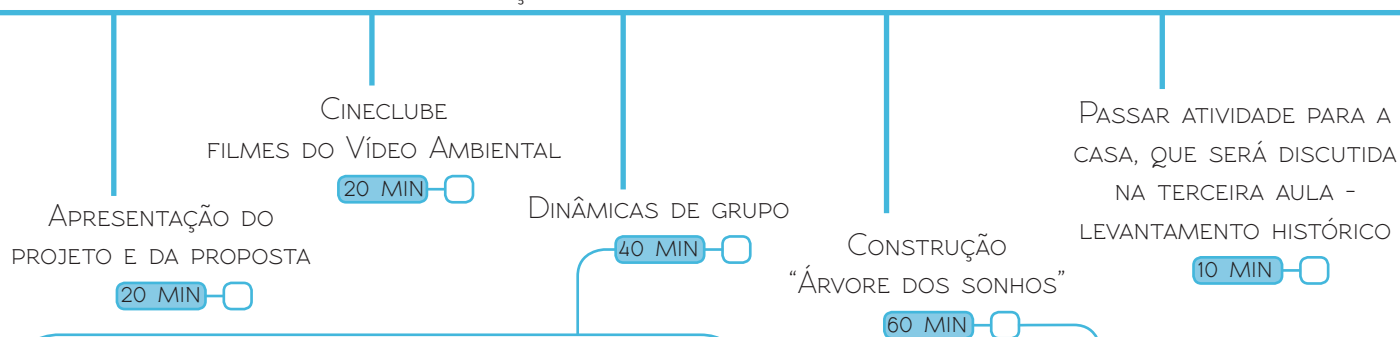 Apresentação do
projeto e da proposta
20 min
Cineclube
filmes do Vídeo Ambiental
20 min
Dinâmicas de grupo
40 min
Construção
“Árvore dos sonhos”
60 min
Passar atividade para a
casa, que será discutida
na terceira aula -
levantamento histórico
10 min